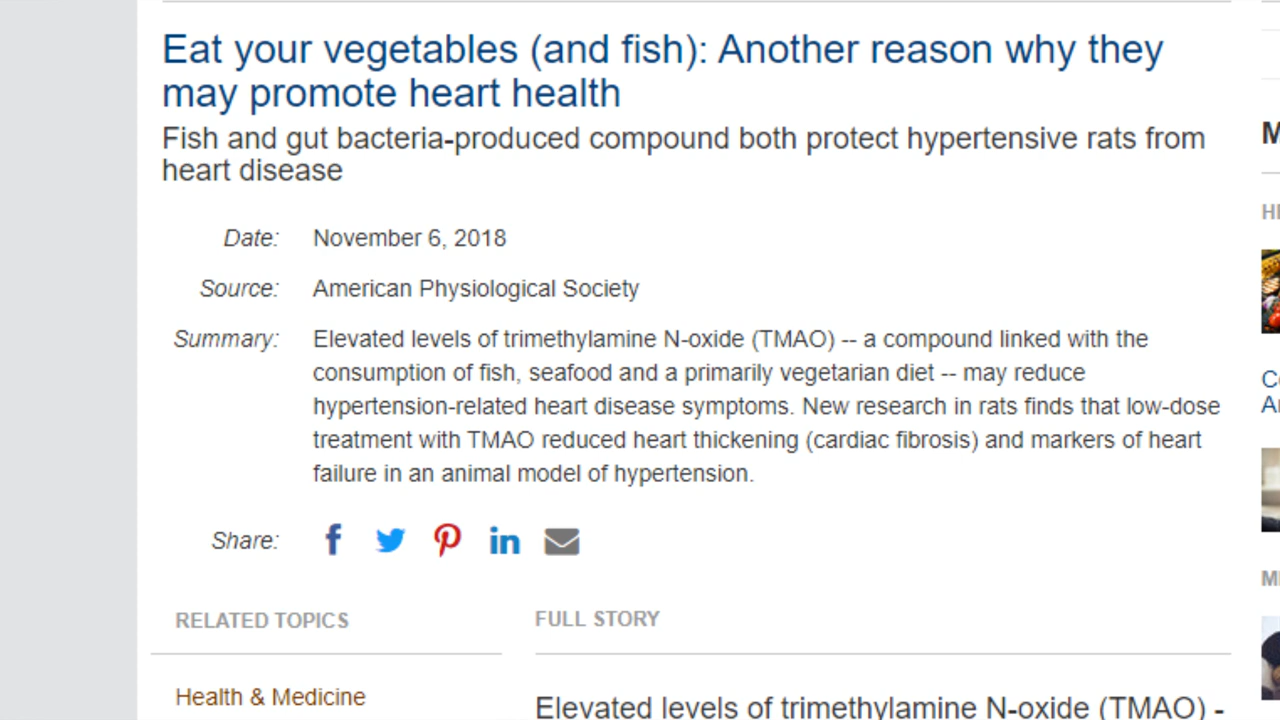 Eat your vegetables (and fish): Another reason why they
may promote heart health
Fish and gut bacteria-produced compound both protect hypertensive rats from
heart disease
Date: November 6, 2018
Source: American Physiological Society
Summary: Elevated levels of trimethylamine N-oxide (TMAO) -- a compound linked with the
consumption of fish, seafood and a primarily vegetarian diet -- may reduce
hypertension-related heart disease symptoms. New research in rats finds that low-dose
treatment with TMAO reduced heart thickening (cardiac fibrosis) and markers of heart
failure in an animal model of hypertension.
Share:
RELATED TOPICS
Health & Medicine
FULL STORY
Elevated levels of trimethylamine N-oxide (TMAO) -